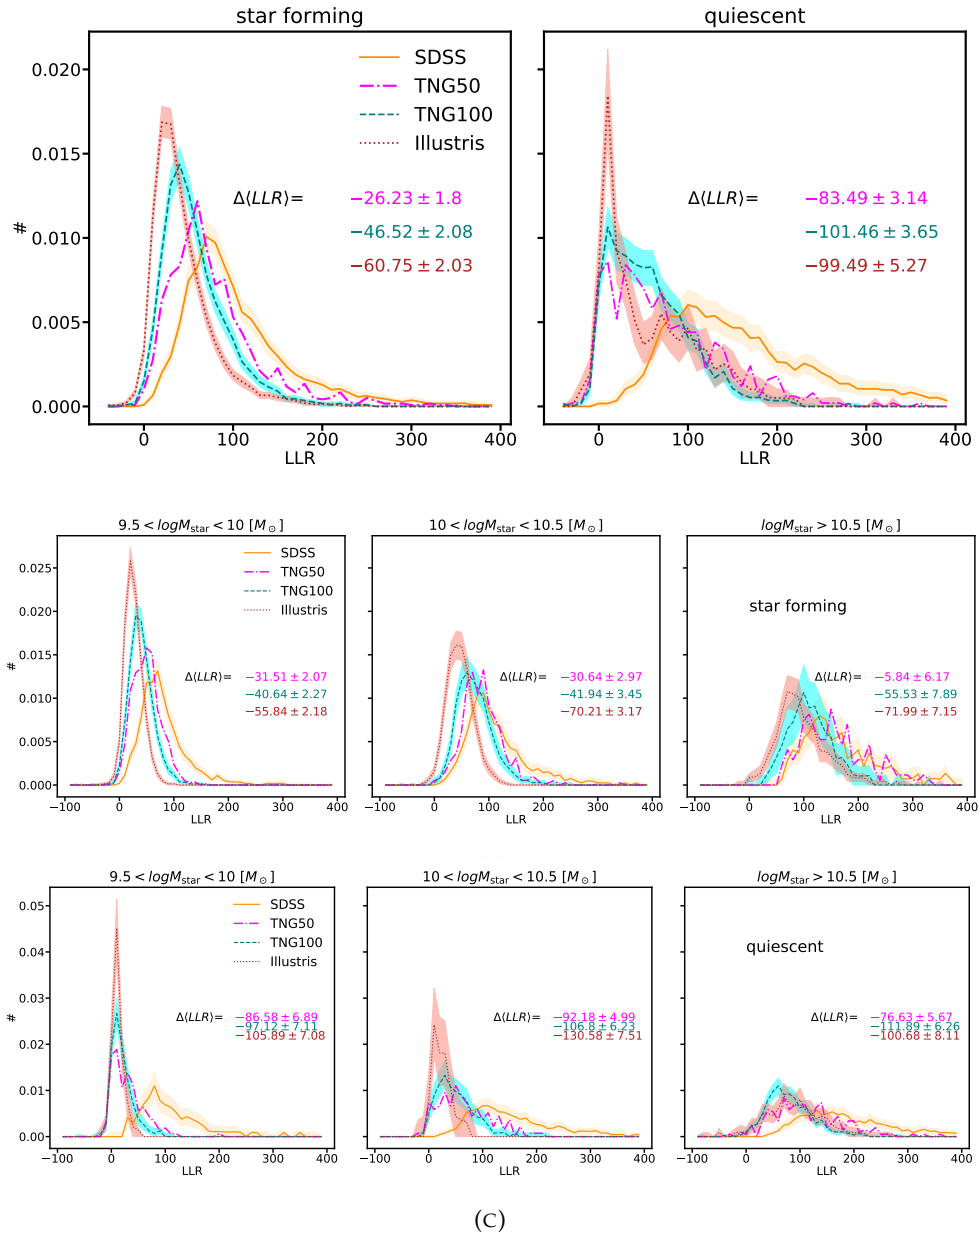 star forming
quiescent
SDSS
TNG50
TNG100
Illustris
Δ⟨LLR⟩= −26.23 ± 1.8
−46.52 ± 2.08
−60.75 ± 2.03
Δ⟨LLR⟩= −83.49 ± 3.14
−101.46 ± 3.65
−99.49 ± 5.27
#
0.020
0.015
0.010
0.005
0.000
0 100 200 300 400
LLR
0 100 200 300 400
LLR
9.5 < logM_star < 10 [M_⊙]
10 < logM_star < 10.5 [M_⊙]
logM_star > 10.5 [M_⊙]
SDSS
TNG50
TNG100
Illustris
star forming
Δ⟨LLR⟩= −31.51 ± 2.07
−40.64 ± 2.27
−55.84 ± 2.18
Δ⟨LLR⟩= −30.64 ± 2.97
−41.94 ± 3.45
−70.21 ± 3.17
Δ⟨LLR⟩= −5.84 ± 6.17
−55.53 ± 7.89
−71.99 ± 7.15
#
0.025
0.020
0.015
0.010
0.005
0.000
−100 0 100 200 300 400
LLR
−100 0 100 200 300 400
LLR
−100 0 100 200 300 400
LLR
9.5 < logM_star < 10 [M_⊙]
10 < logM_star < 10.5 [M_⊙]
logM_star > 10.5 [M_⊙]
SDSS
TNG50
TNG100
Illustris
quiescent
Δ⟨LLR⟩= −86.58 ± 6.89
−97.12 ± 7.11
−105.89 ± 7.08
Δ⟨LLR⟩= −92.18 ± 4.99
−106.8 ± 6.23
−130.58 ± 7.51
Δ⟨LLR⟩= −76.63 ± 5.67
−111.89 ± 6.26
−100.68 ± 8.11
#
0.05
0.04
0.03
0.02
0.01
0.00
−100 0 100 200 300 400
LLR
−100 0 100 200 300 400
LLR
−100 0 100 200 300 400
LLR
(C)